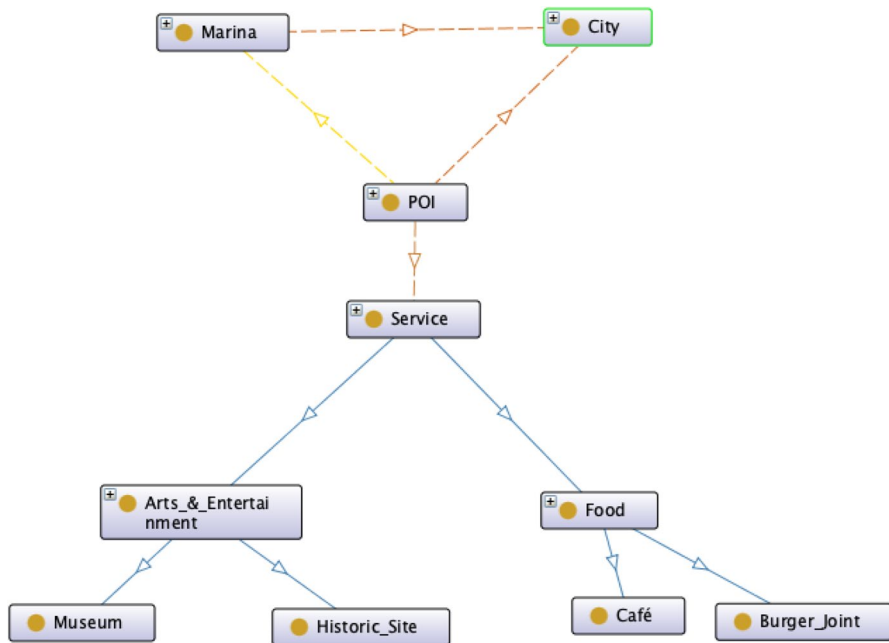 Marina
City
POI
Service
Arts_&_Entertai
nment
Food
Museum
Historic_Site
Café
Burger_Joint